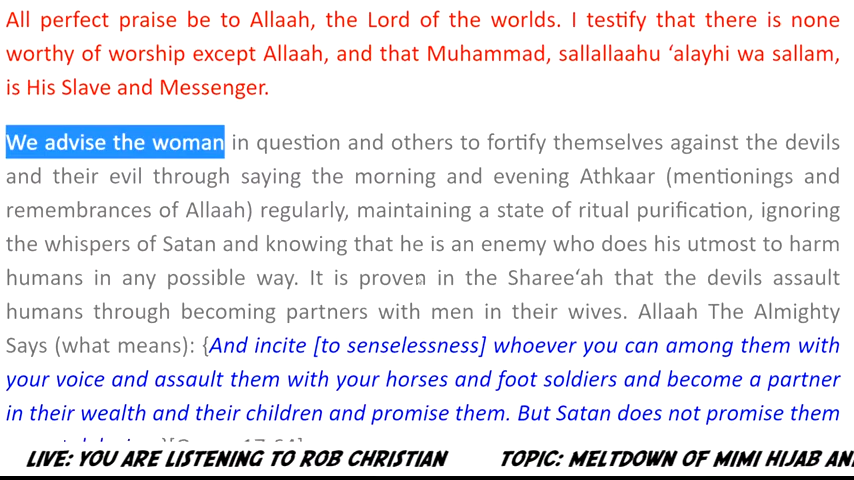 All perfect praise be to Allaah, the Lord of the worlds. I testify that there is none
worthy of worship except Allaah, and that Muhammad, sallallaahu ‘alayhi wa sallam,
is His Slave and Messenger.
We advise the woman in question and others to fortify themselves against the devils
and their evil through saying the morning and evening Athkaar (mentionings and
remembrances of Allaah) regularly, maintaining a state of ritual purification, ignoring
the whispers of Satan and knowing that he is an enemy who does his utmost to harm
humans in any possible way. It is proven in the Sharee‘ah that the devils assault
humans through becoming partners with men in their wives. Allaah The Almighty
Says (what means): {And incite [to senselessness] whoever you can among them with
your voice and assault them with your horses and foot soldiers and become a partner
in their wealth and their children and promise them. But Satan does not promise them
LIVE: YOU ARE LISTENING TO ROB CHRISTIAN TOPIC: MELTDOWN OF MIMI HIJAB